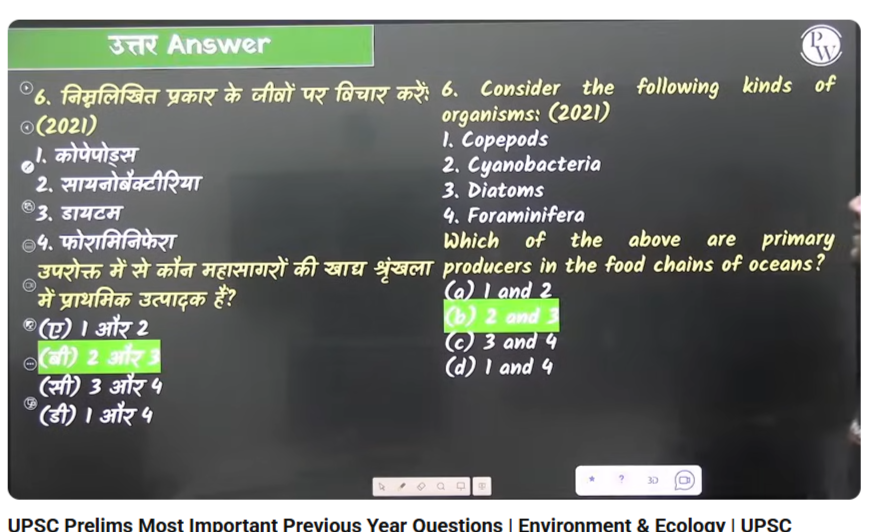 उत्तर Answer
PW
6. निम्नलिखित प्रकार के जीवों पर विचार करें:
(2021)
1. कोपेपोड्स
2. सायनोबैक्टीरिया
3. डायटम
4. फोरामिनिफेरा
उपरोक्त में से कौन महासागरों की खाद्य श्रृंखला
में प्राथमिक उत्पादक हैं?
(ए) 1 और 2
(बी) 2 और 3
(सी) 3 और 4
(डी) 1 और 4
6. Consider the following kinds of
organisms: (2021)
1. Copepods
2. Cyanobacteria
3. Diatoms
4. Foraminifera
Which of the above are primary
producers in the food chains of oceans?
(a) 1 and 2
(b) 2 and 3
(c) 3 and 4
(d) 1 and 4
? 3D
UPSC Prelims Most Important Previous Year Questions | Environment & Ecology | UPSC